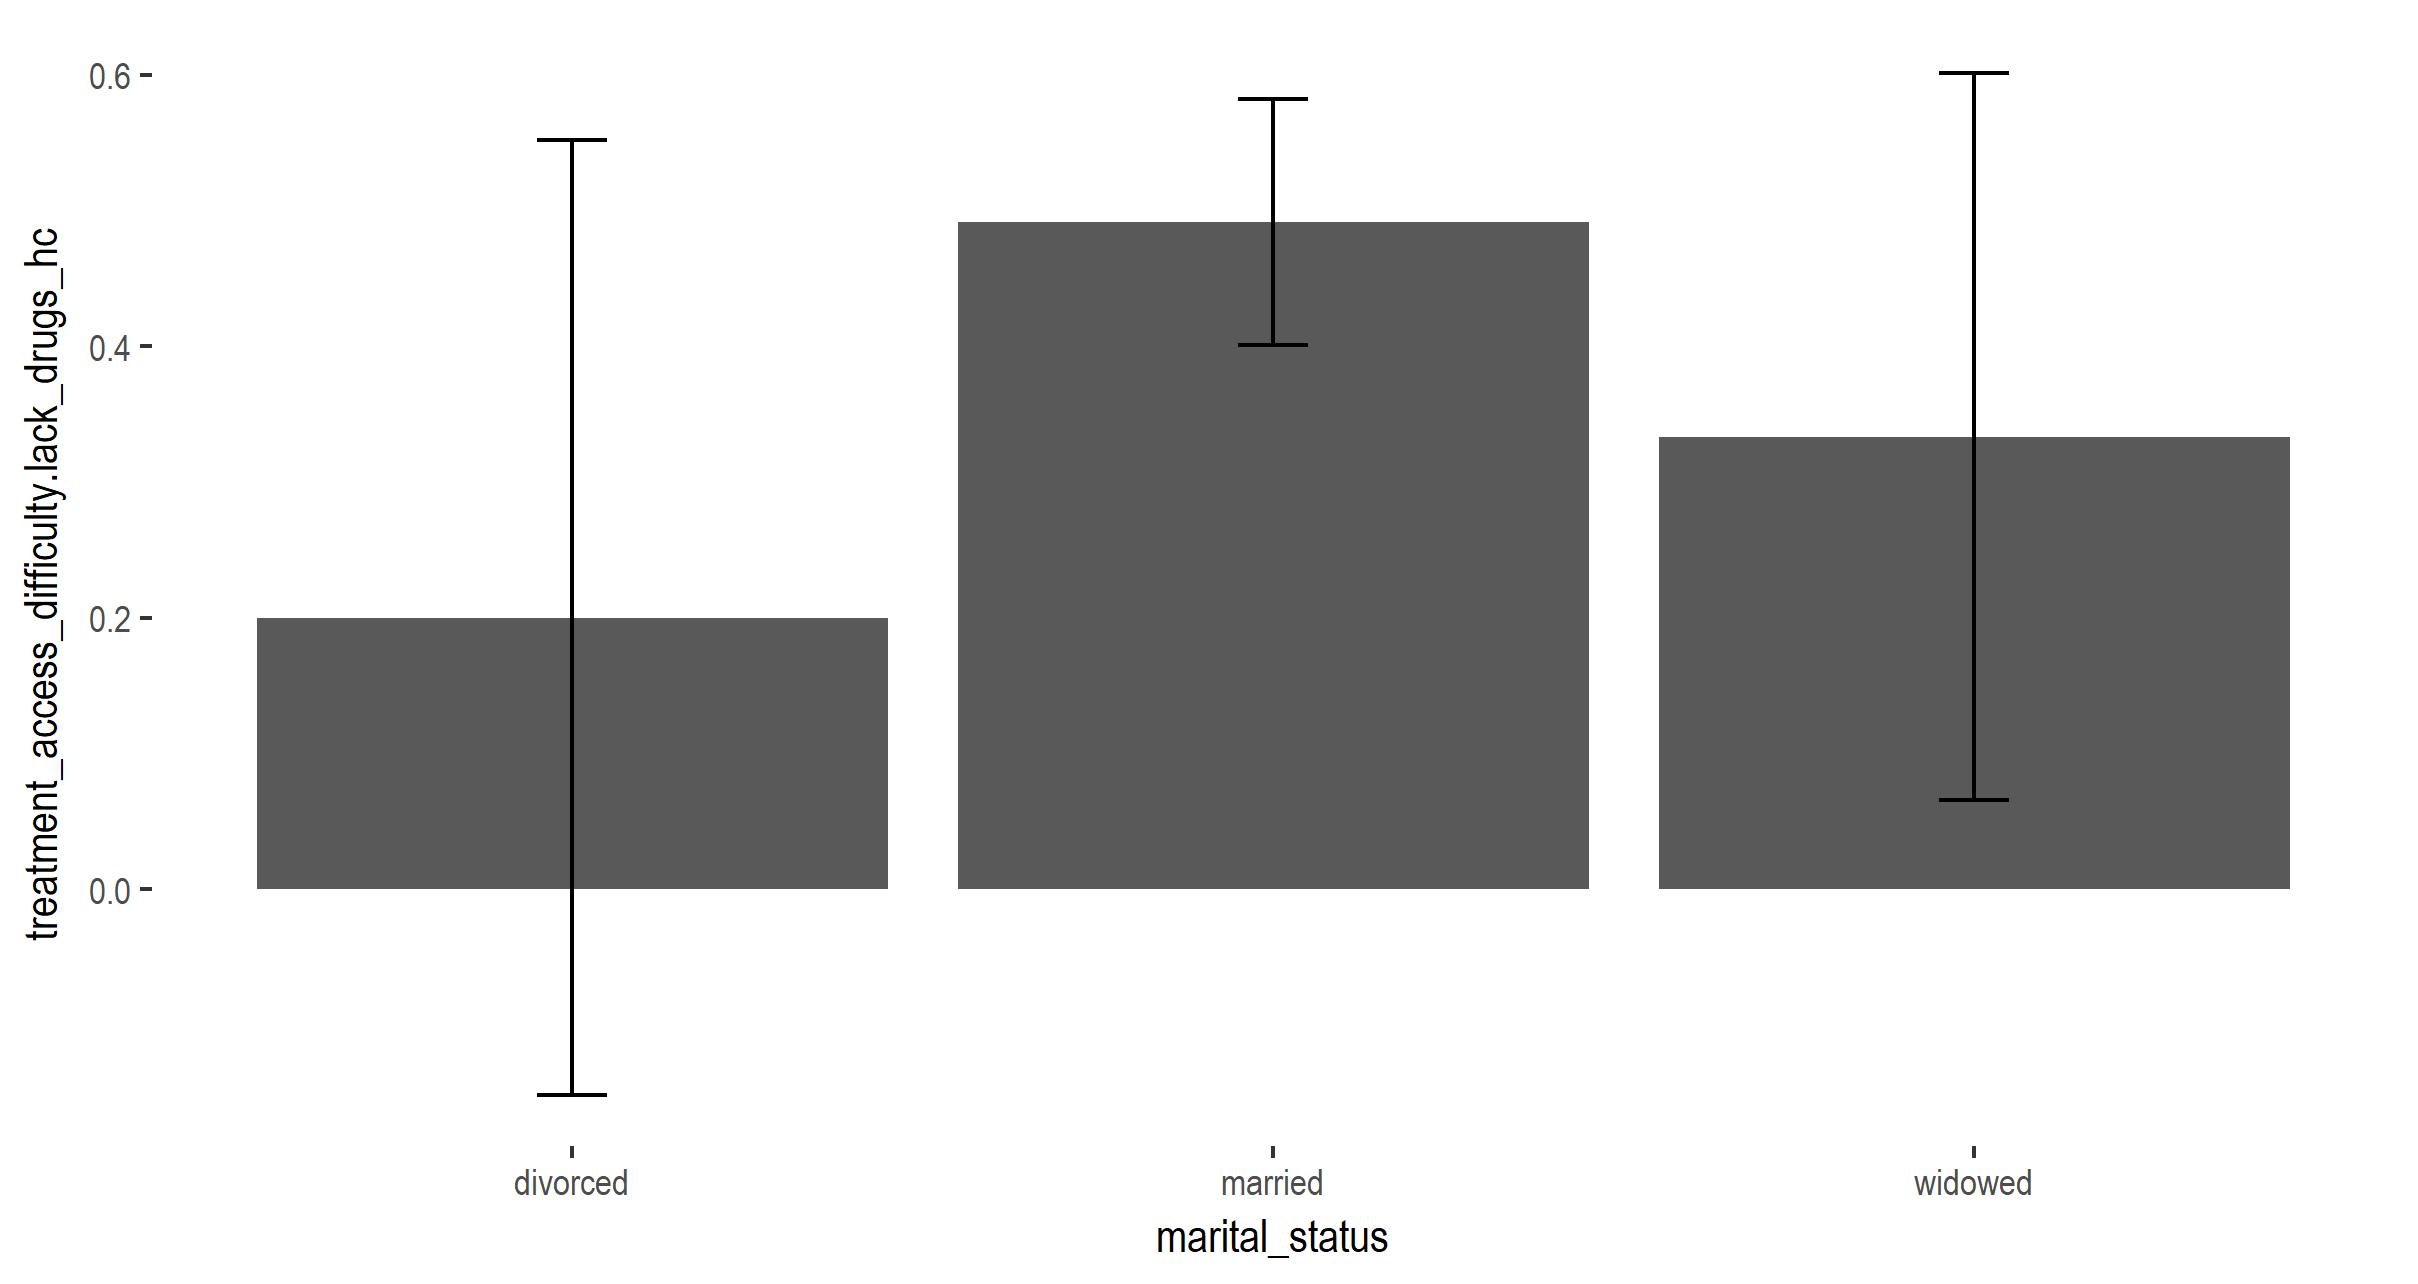 treatment_access_difficulty.lack_drugs_hc
0.6
0.4
0.2
0.0
divorced
married
widowed
marital_status